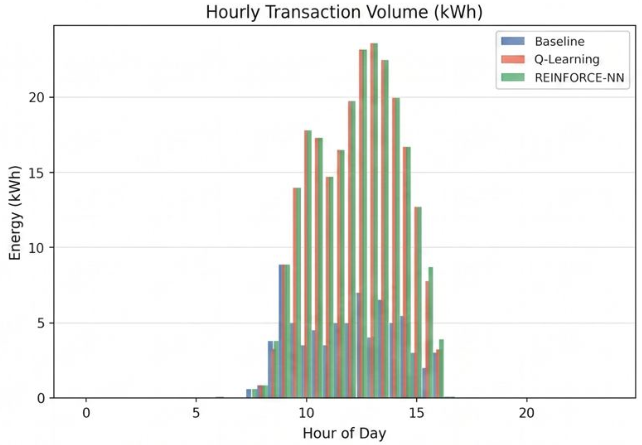 Hourly Transaction Volume (kWh)
Baseline
Q-Learning
REINFORCE-NN
Energy (kWh)
20
15
10
5
0
0 5 10 15 20
Hour of Day